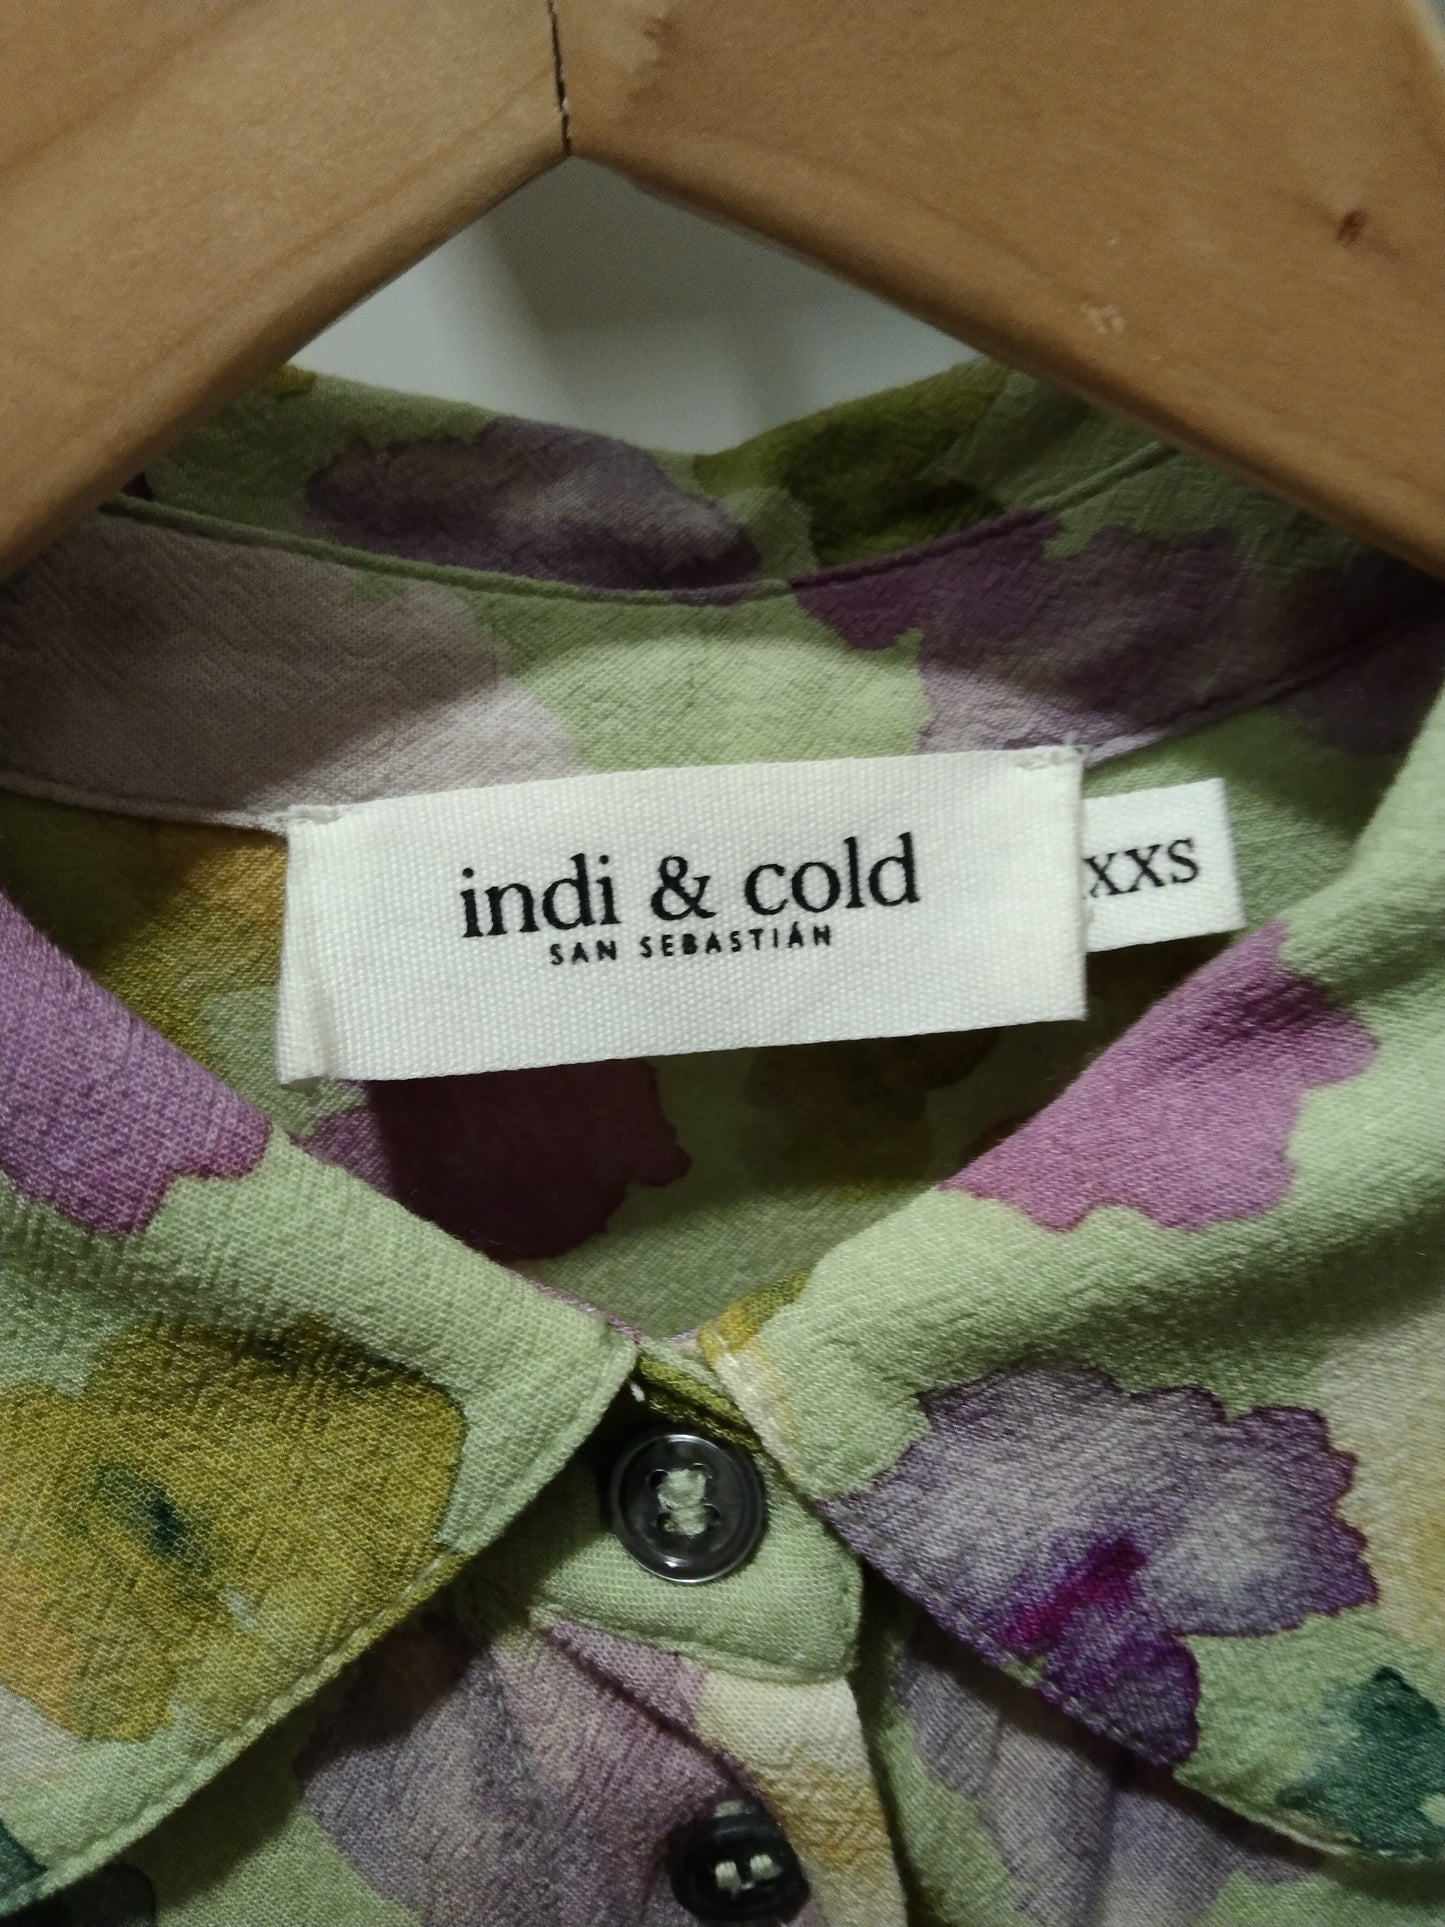 indi & cold
SAN SEBASTIÁN
XXS